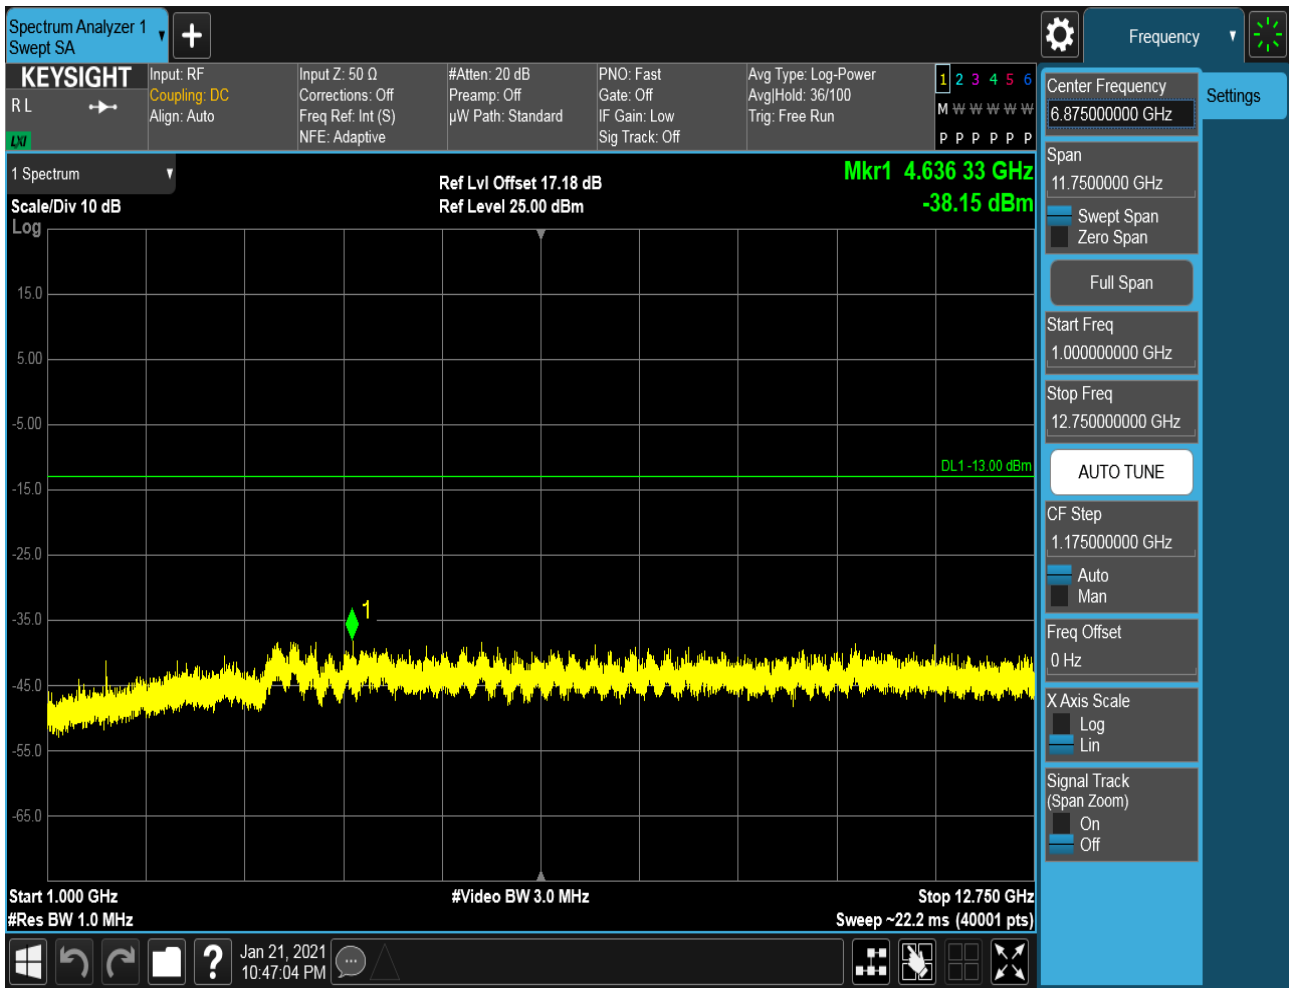 Spectrum Analyzer 1
Swept SA
+
Frequency
KEYSIGHT
R L
LXI
Input: RF
Coupling: DC
Align: Auto
Input Z: 50 Ω
Corrections: Off
Freq Ref: Int (S)
NFE: Adaptive
#Atten: 20 dB
Preamp: Off
µW Path: Standard
PNO: Fast
Gate: Off
IF Gain: Low
Sig Track: Off
Avg Type: Log-Power
Avg|Hold: 36/100
Trig: Free Run
1 2 3 4 5 6
M W W W W W
P P P P P P
1 Spectrum
Scale/Div 10 dB
Log
Ref Lvl Offset 17.18 dB
Ref Level 25.00 dBm
Mkr1 4.636 33 GHz
-38.15 dBm
15.0
5.00
-5.00
DL1 -13.00 dBm
-15.0
-25.0
-35.0
1
-45.0
-55.0
-65.0
Start 1.000 GHz
#Res BW 1.0 MHz
#Video BW 3.0 MHz
Stop 12.750 GHz
Sweep ~22.2 ms (40001 pts)
Center Frequency
6.875000000 GHz
Settings
Span
11.7500000 GHz
Swept Span
Zero Span
Full Span
Start Freq
1.000000000 GHz
Stop Freq
12.750000000 GHz
AUTO TUNE
CF Step
1.175000000 GHz
Auto
Man
Freq Offset
0 Hz
X Axis Scale
Log
Lin
Signal Track
(Span Zoom)
On
Off
?
Jan 21, 2021
10:47:04 PM